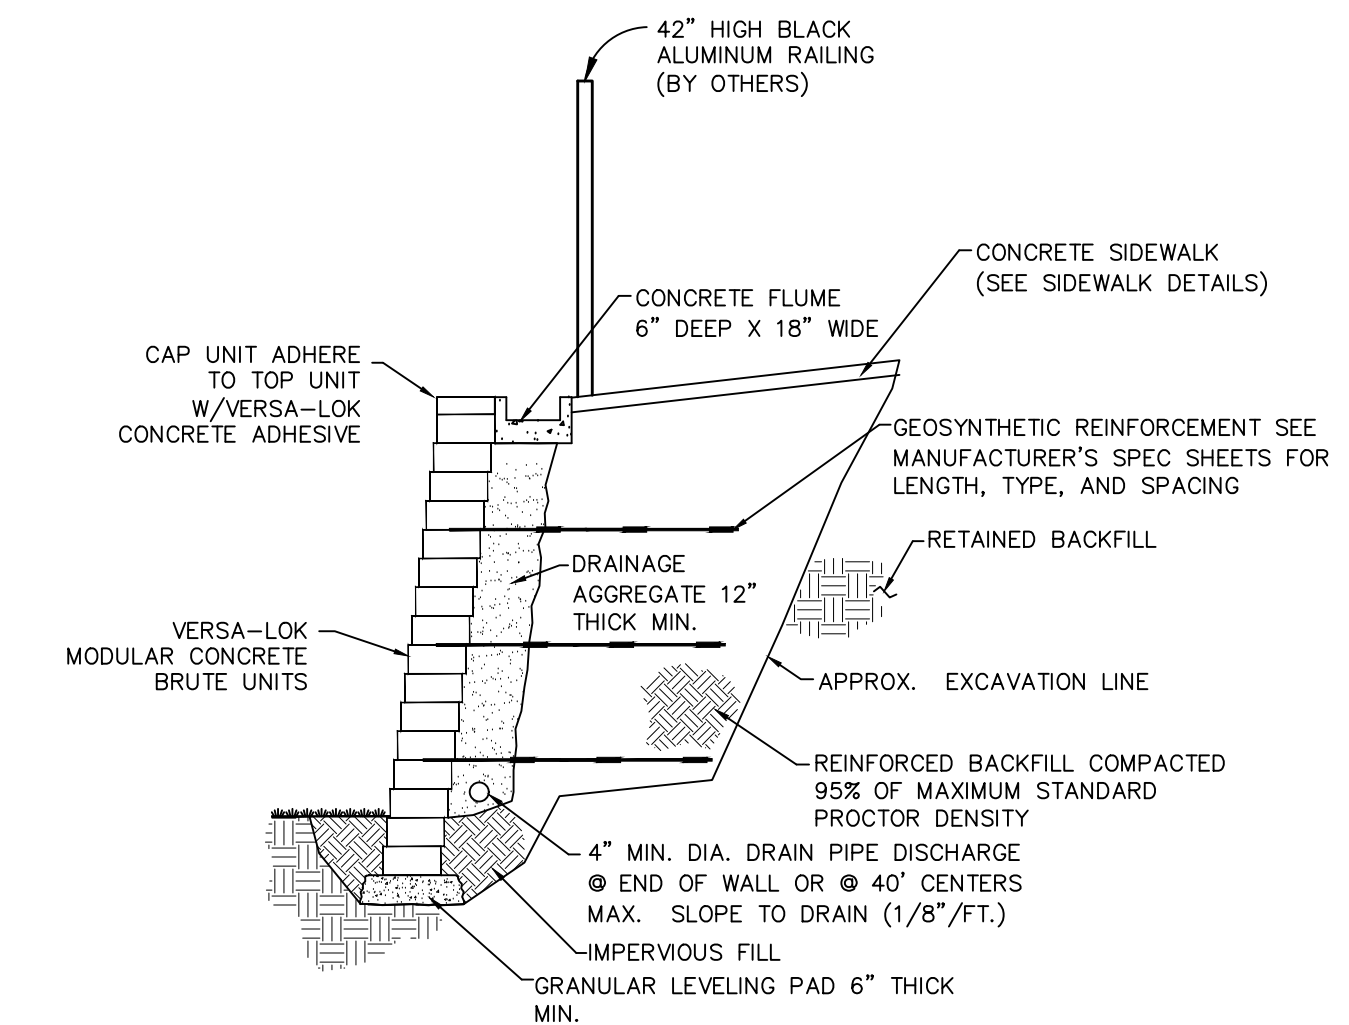 42” HIGH BLACK
ALUMINUM RAILING
(BY OTHERS)
CONCRETE SIDEWALK
(SEE SIDEWALK DETAILS)
CONCRETE FLUME
6” DEEP X 18” WIDE
CAP UNIT ADHERE
TO TOP UNIT
W/VERSA–LOK
CONCRETE ADHESIVE
GEOSYNTHETIC REINFORCEMENT SEE
MANUFACTURER’S SPEC SHEETS FOR
LENGTH, TYPE, AND SPACING
RETAINED BACKFILL
DRAINAGE
AGGREGATE 12”
THICK MIN.
VERSA–LOK
MODULAR CONCRETE
BRUTE UNITS
APPROX. EXCAVATION LINE
REINFORCED BACKFILL COMPACTED
95% OF MAXIMUM STANDARD
PROCTOR DENSITY
4” MIN. DIA. DRAIN PIPE DISCHARGE
@ END OF WALL OR @ 40’ CENTERS
MAX. SLOPE TO DRAIN (1/8”/FT.)
IMPERVIOUS FILL
GRANULAR LEVELING PAD 6” THICK
MIN.